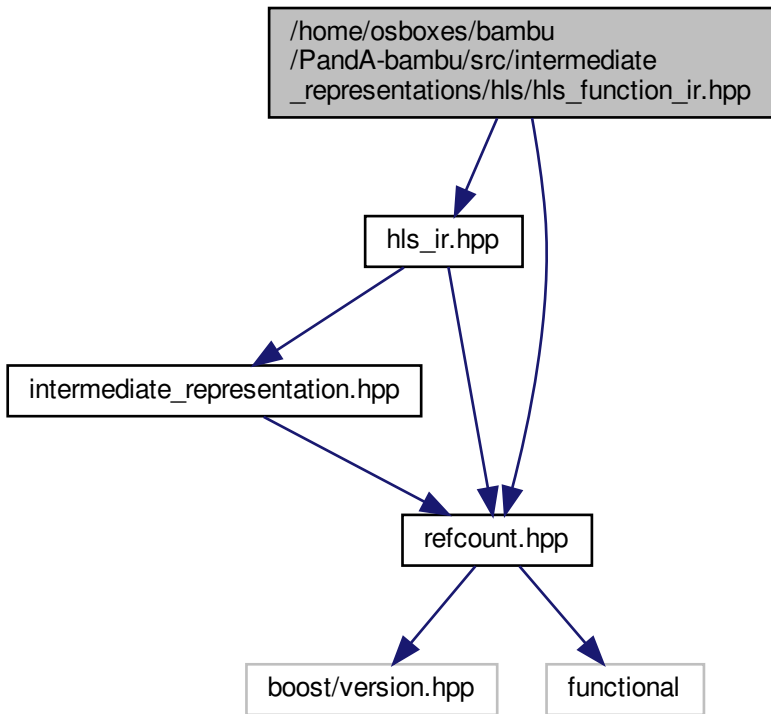 /home/osboxes/bambu
/PandA-bambu/src/intermediate
_representations/hls/hls_function_ir.hpp
hls_ir.hpp
intermediate_representation.hpp
refcount.hpp
boost/version.hpp
functional